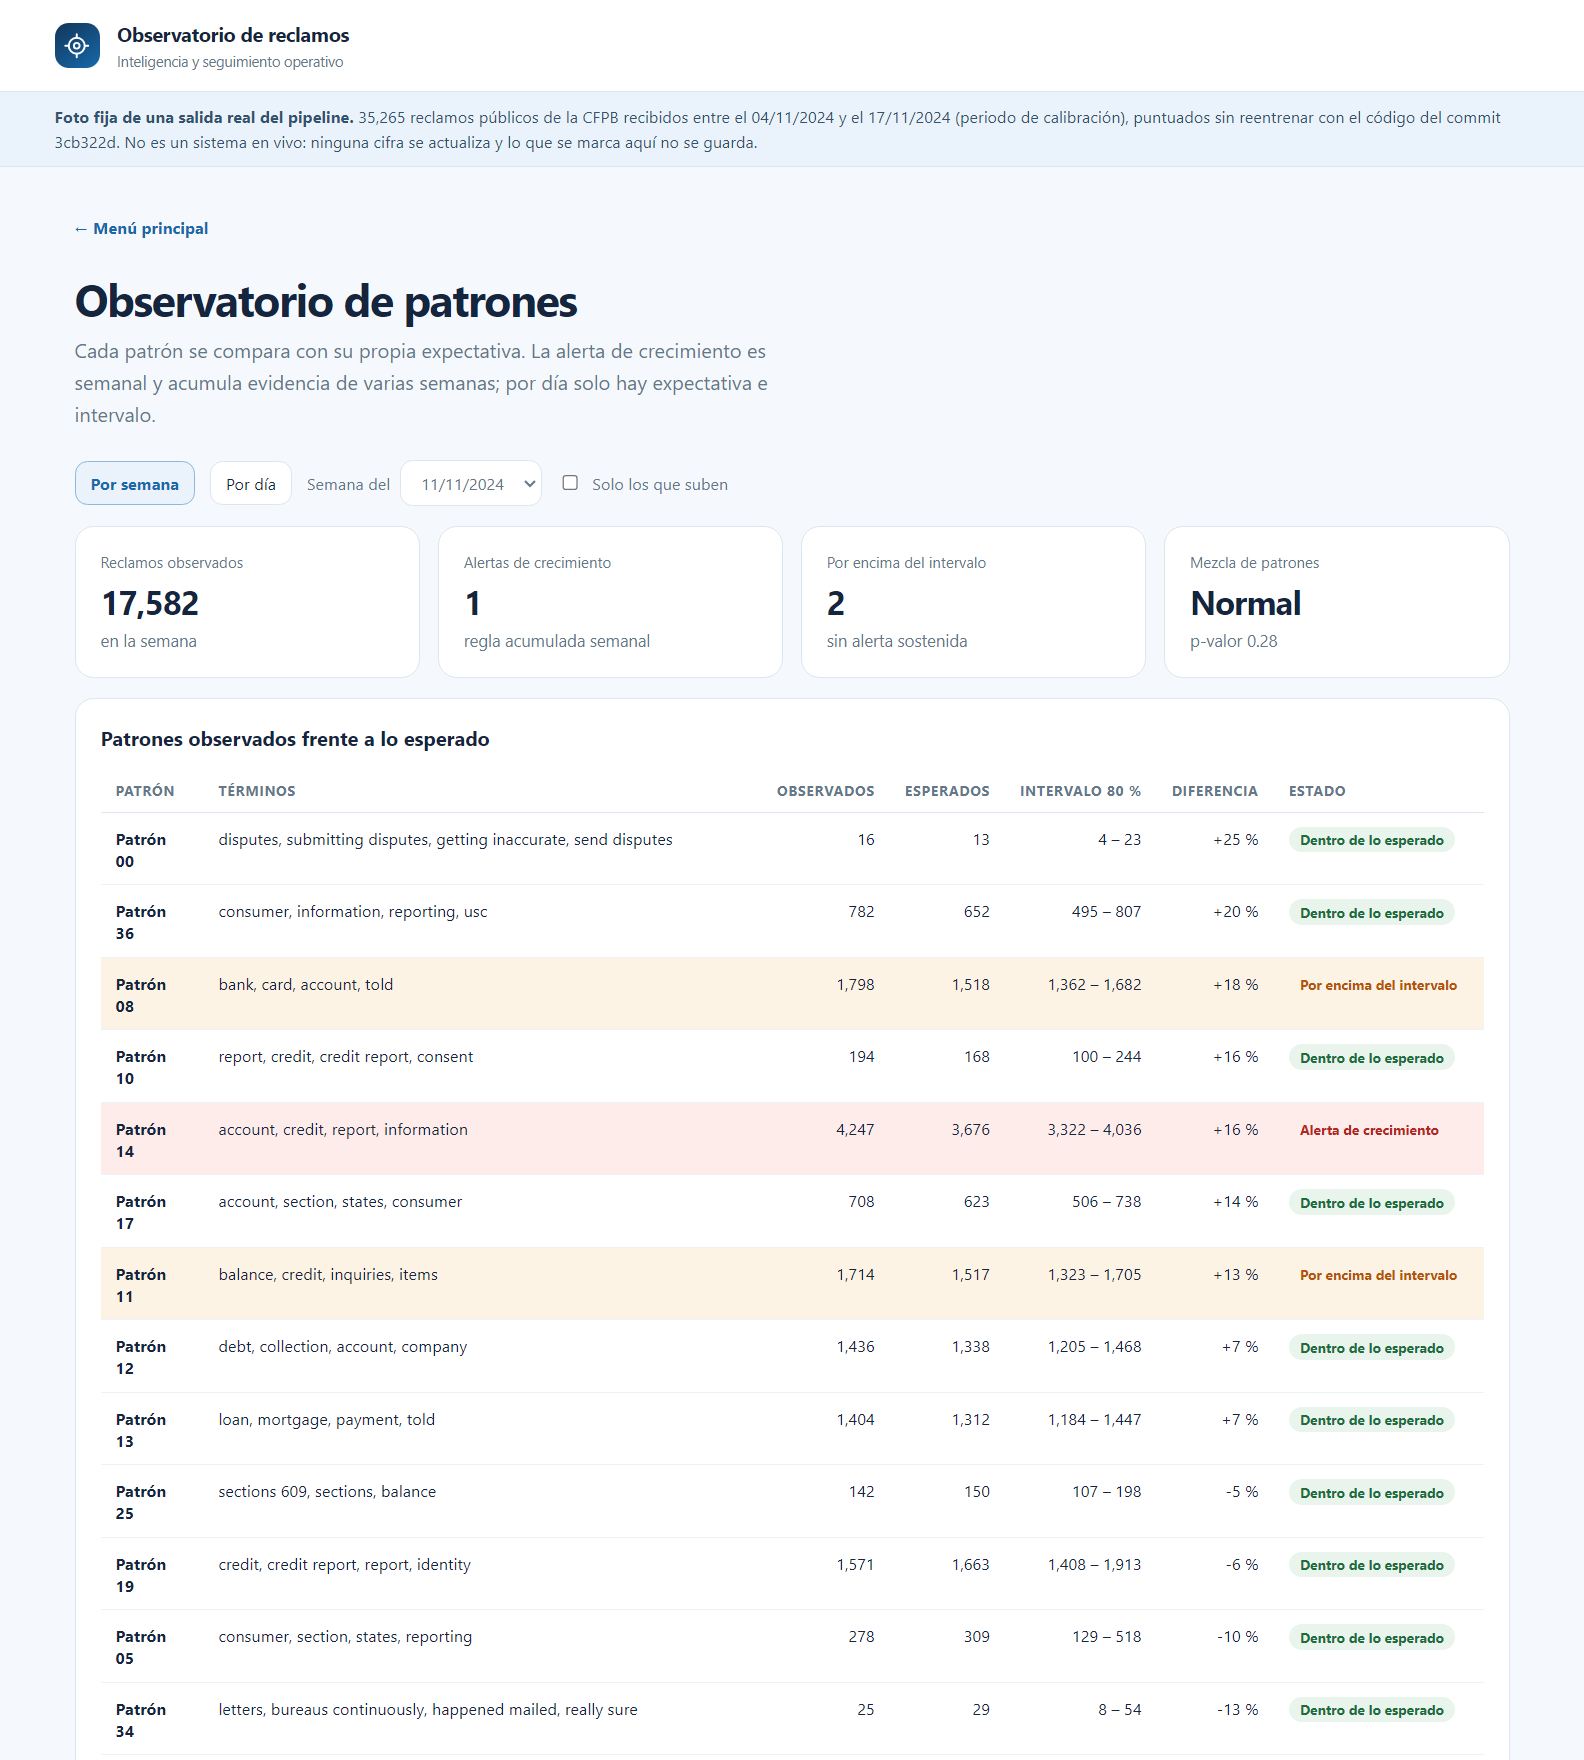 Observatorio de reclamos
Inteligencia y seguimiento operativo
Foto fija de una salida real del pipeline. 35,265 reclamos públicos de la CFPB recibidos entre el 04/11/2024 y el 17/11/2024 (periodo de calibración), puntuados sin reentrenar con el código del commit
3cb322d. No es un sistema en vivo: ninguna cifra se actualiza y lo que se marca aquí no se guarda.
← Menú principal
Observatorio de patrones
Cada patrón se compara con su propia expectativa. La alerta de crecimiento es
semanal y acumula evidencia de varias semanas; por día solo hay expectativa e
intervalo.
Por semana Por día Semana del 11/11/2024 Solo los que suben
Reclamos observados Alertas de crecimiento Por encima del intervalo Mezcla de patrones
17,582 1 2 Normal
en la semana regla acumulada semanal sin alerta sostenida p-valor 0.28
Patrones observados frente a lo esperado
PATRÓN TÉRMINOS OBSERVADOS ESPERADOS INTERVALO 80 % DIFERENCIA ESTADO
Patrón disputes, submitting disputes, getting inaccurate, send disputes 16 13 4 – 23 +25 % Dentro de lo esperado
00
Patrón consumer, information, reporting, usc 782 652 495 – 807 +20 % Dentro de lo esperado
36
Patrón bank, card, account, told 1,798 1,518 1,362 – 1,682 +18 % Por encima del intervalo
08
Patrón report, credit, credit report, consent 194 168 100 – 244 +16 % Dentro de lo esperado
10
Patrón account, credit, report, information 4,247 3,676 3,322 – 4,036 +16 % Alerta de crecimiento
14
Patrón account, section, states, consumer 708 623 506 – 738 +14 % Dentro de lo esperado
17
Patrón balance, credit, inquiries, items 1,714 1,517 1,323 – 1,705 +13 % Por encima del intervalo
11
Patrón debt, collection, account, company 1,436 1,338 1,205 – 1,468 +7 % Dentro de lo esperado
12
Patrón loan, mortgage, payment, told 1,404 1,312 1,184 – 1,447 +7 % Dentro de lo esperado
13
Patrón sections 609, sections, balance 142 150 107 – 198 -5 % Dentro de lo esperado
25
Patrón credit, credit report, report, identity 1,571 1,663 1,408 – 1,913 -6 % Dentro de lo esperado
19
Patrón consumer, section, states, reporting 278 309 129 – 518 -10 % Dentro de lo esperado
05
Patrón letters, bureaus continuously, happened mailed, really sure 25 29 8 – 54 -13 % Dentro de lo esperado
34